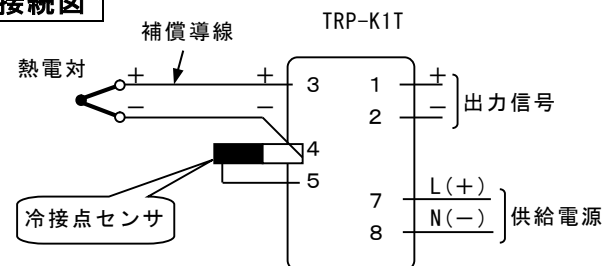 接続図
TRP-K1T
補償導線
熱電対
+ + 3 1 +
出力信号
− − 2 −
4
5
L(+)
7
冷接点センサ
N(−) 供給電源
8